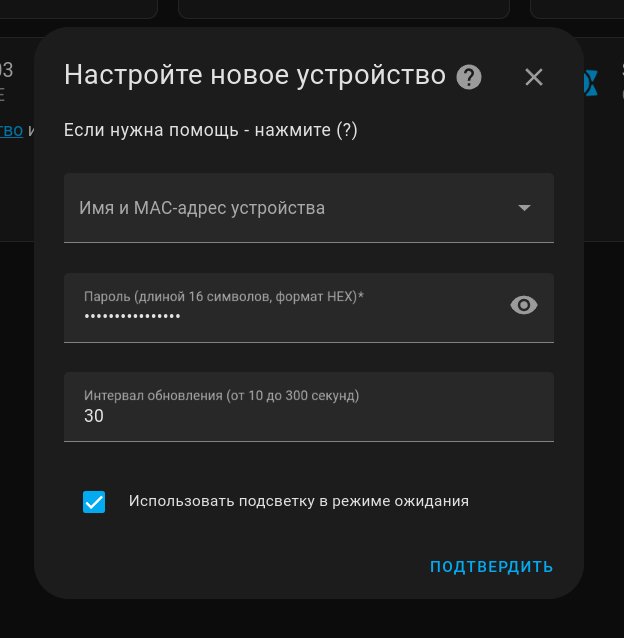 Настройте новое устройство
Если нужна помощь - нажмите (?)
Имя и MAC-адрес устройства
Пароль (длиной 16 символов, формат HEX)*
••••••••••••••••
Интервал обновления (от 10 до 300 секунд)
30
Использовать подсветку в режиме ожидания
ПОДТВЕРДИТЬ